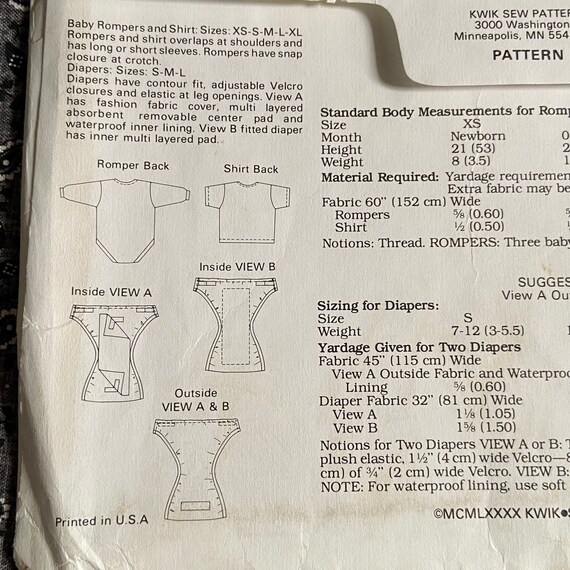 Baby Rompers and Shirt: Sizes: XS-S-M-L-XL
Rompers and shirt overlaps at shoulders and
has long or short sleeves. Rompers have snap
closure at crotch.
Diapers: Sizes: S-M-L
Diapers have contour fit, adjustable Velcro
closures and elastic at leg openings. View A
has fashion fabric cover, multi layered
absorbent removable center pad and
waterproof inner lining. View B fitted diaper
has inner multi layered pad.
Romper Back
Shirt Back
Inside VIEW A
Inside VIEW B
Outside
VIEW A & B
Printed in U.S.A
KWIK SEW PATTER
3000 Washington
Minneapolis, MN 554
PATTERN
Standard Body Measurements for Romp
Size XS
Month Newborn 0
Height 21 (53) 2
Weight 8 (3.5) 1
Material Required: Yardage requirement
Extra fabric may be
Fabric 60" (152 cm) Wide
Rompers ⅝ (0.60)
Shirt ½ (0.50)
Notions: Thread. ROMPERS: Three baby
SUGGES
View A Ou
Sizing for Diapers:
Size S
Weight 7-12 (3-5.5) 1
Yardage Given for Two Diapers
Fabric 45" (115 cm) Wide
View A Outside Fabric and Waterproo
Lining ⅝ (0.60)
Diaper Fabric 32" (81 cm) Wide
View A 1⅛ (1.05)
View B 1⅝ (1.50)
Notions for Two Diapers VIEW A or B: T
plush elastic, 1½" (4 cm) wide Velcro—8
cm) of ¾" (2 cm) wide Velcro. VIEW B:
NOTE: For waterproof lining, use soft
©MCMLXXXX KWIK●S